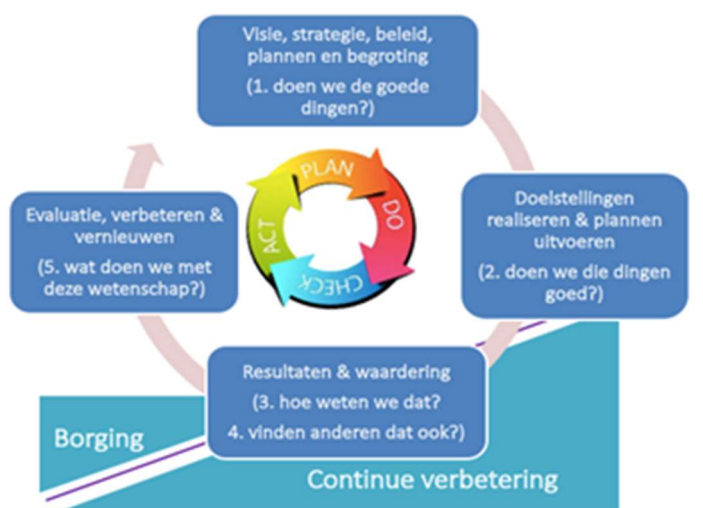 Visie, strategie, beleid,
plannen en begroting
(1. doen we de goede
dingen?)
PLAN
DO
CHECK
ACT
Doelstellingen
realiseren & plannen
uitvoeren
(2. doen we die dingen
goed?)
Evaluatie, verbeteren &
vernieuwen
(5. wat doen we met
deze wetenschap?)
Resultaten & waardering
(3. hoe weten we dat?
4. vinden anderen dat ook?)
Borging
Continue verbetering